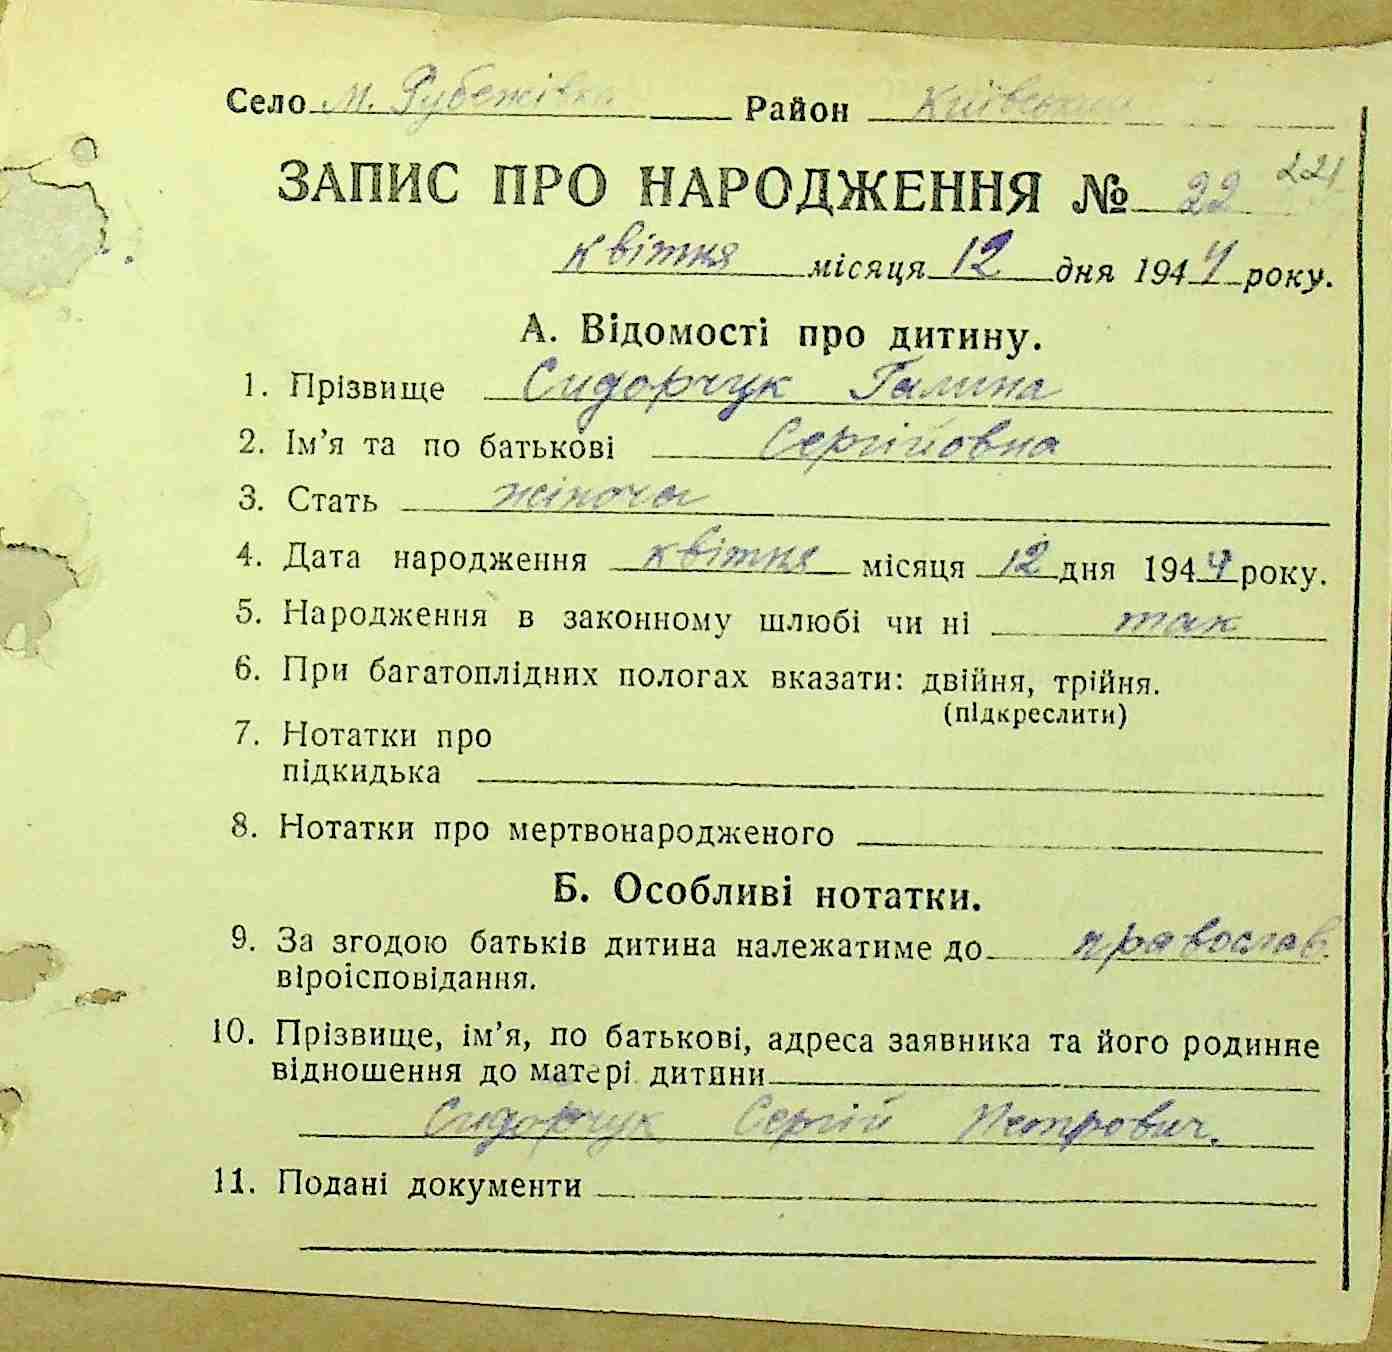 Село М. Рубежівка Район Київський
221
ЗАПИС ПРО НАРОДЖЕННЯ № 22
квітня місяця 12 дня 1944 року.
А. Відомості про дитину.
1. Прізвище Сидорчук Галина
2. Ім’я та по батькові Сергійовна
3. Стать жіноча
4. Дата народження квітня місяця 12 дня 1944 року.
5. Народження в законному шлюбі чи ні так
6. При багатоплідних пологах вказати: двійня, трійня.
(підкреслити)
7. Нотатки про
підкидька
8. Нотатки про мертвонародженого
Б. Особливі нотатки.
9. За згодою батьків дитина належатиме до православ.
віроісповідання.
10. Прізвище, ім’я, по батькові, адреса заявника та його родинне
відношення до матері дитини
Сидорчук Сергій Петрович.
11. Подані документи